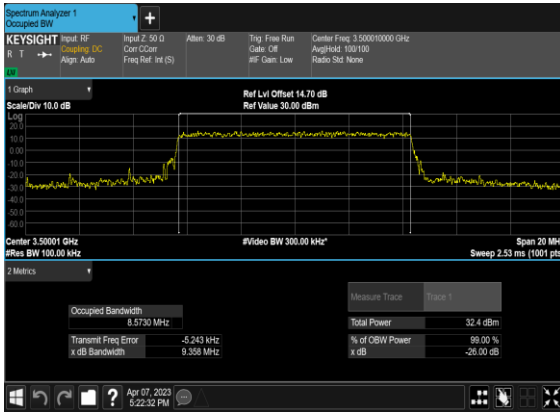 Spectrum Analyzer 1
Occupied BW
+
KEYSIGHT Input: RF Input Z: 50 Ω Atten: 30 dB Trig: Free Run Center Freq: 3.500010000 GHz
R T Coupling: DC Corr CCorr Gate: Off Avg|Hold: 100/100
Align: Auto Freq Ref: Int (S) #IF Gain: Low Radio Std: None
1 Graph
Ref Lvl Offset 14.70 dB
Scale/Div 10.0 dB Ref Value 30.00 dBm
Log
20.0
10.0
0.00
-10.0
-20.0
-30.0
-40.0
-50.0
-60.0
Center 3.50001 GHz #Video BW 300.00 kHz* Span 20 MH
#Res BW 100.00 kHz Sweep 2.53 ms (1001 pts
2 Metrics
Measure Trace Trace 1
Occupied Bandwidth
8.5730 MHz Total Power 32.4 dBm
Transmit Freq Error -5.243 kHz % of OBW Power 99.00 %
x dB Bandwidth 9.358 MHz x dB -26.00 dB
? Apr 07, 2023
5:22:32 PM